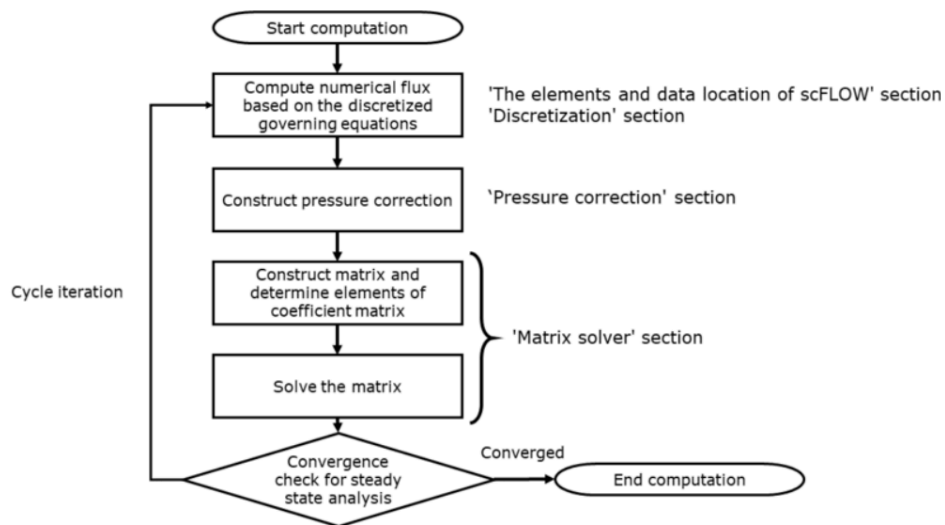 Start computation
Compute numerical flux
based on the discretized
governing equations
'The elements and data location of scFLOW' section
'Discretization' section
Construct pressure correction
‘Pressure correction' section
Construct matrix and
determine elements of
coefficient matrix
Cycle iteration
'Matrix solver' section
Solve the matrix
Convergence
check for steady
state analysis
Converged
End computation